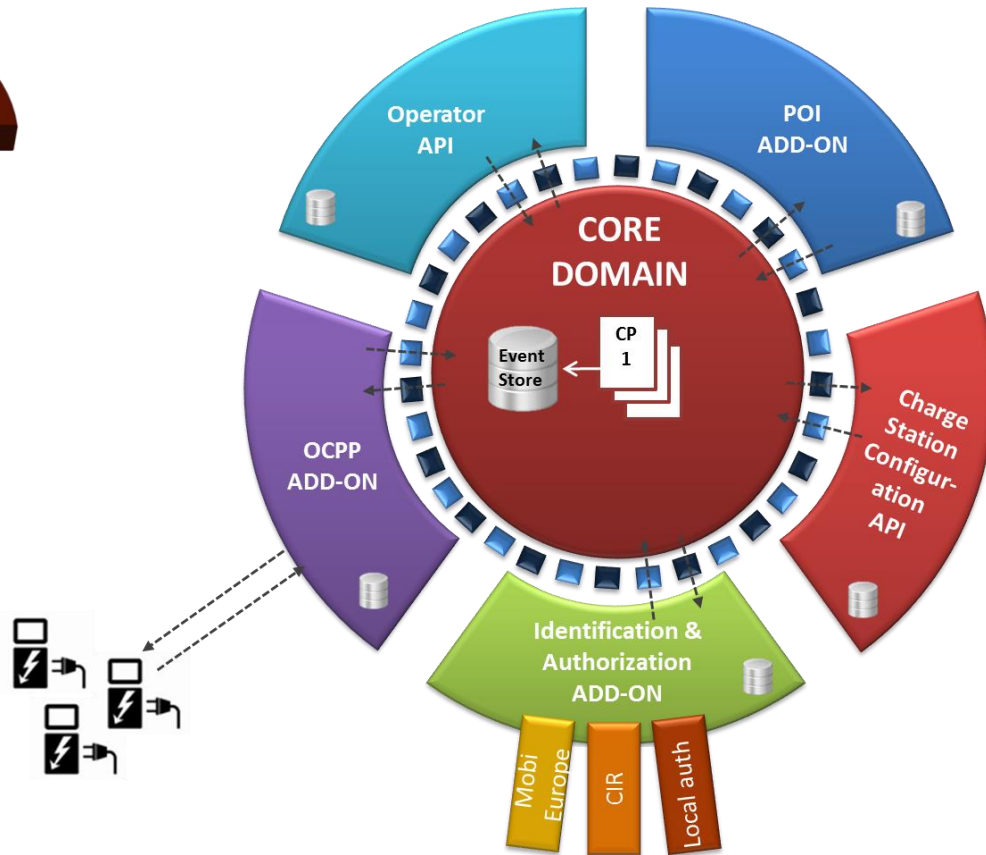 Operator
API
POI
ADD-ON
CORE
DOMAIN
Event
Store
CP
1
OCPP
ADD-ON
Charge
Station
Configur-
ation
API
Identification &
Authorization
ADD-ON
Mobi
Europe
CIR
Local auth